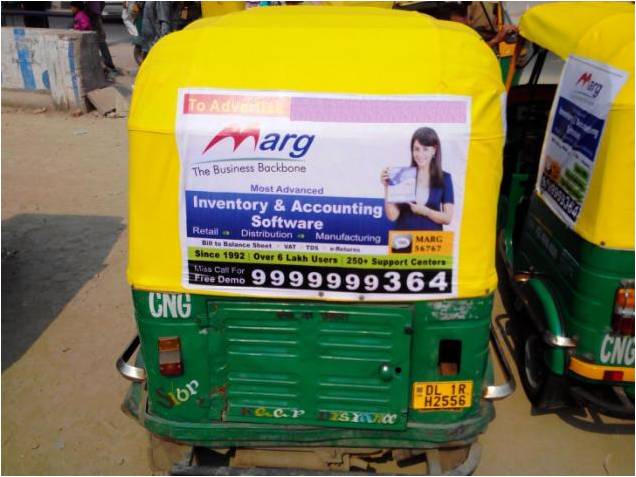 To Advertise
Marg
The Business Backbone
Most Advanced
Inventory & Accounting
Software
Retail Distribution Manufacturing
Bill to Balance Sheet VAT TDS e-Returns
MARG
56767
Since 1992 | Over 6 Lakh Users | 250+ Support Centers
Miss Call For
Free Demo 9999999364
CNG
DL 1R
H2556
Marg
9999364
CNG